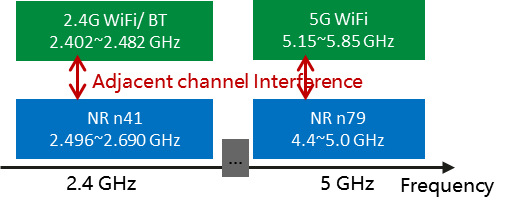 2.4G WiFi/ BT
2.402~2.482 GHz
5G WiFi
5.15~5.85 GHz
Adjacent channel Interference
NR n41
2.496~2.690 GHz
NR n79
4.4~5.0 GHz
...
2.4 GHz
5 GHz
Frequency